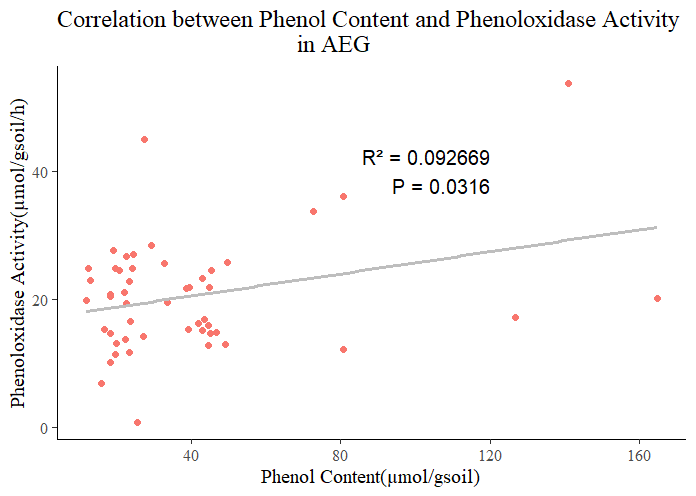 Correlation between Phenol Content and Phenoloxidase Activity
in AEG
Phenoloxidase Activity(μmol/gsoil/h)
R² = 0.092669
P = 0.0316
40
20
0
40
80
120
160
Phenol Content(μmol/gsoil)